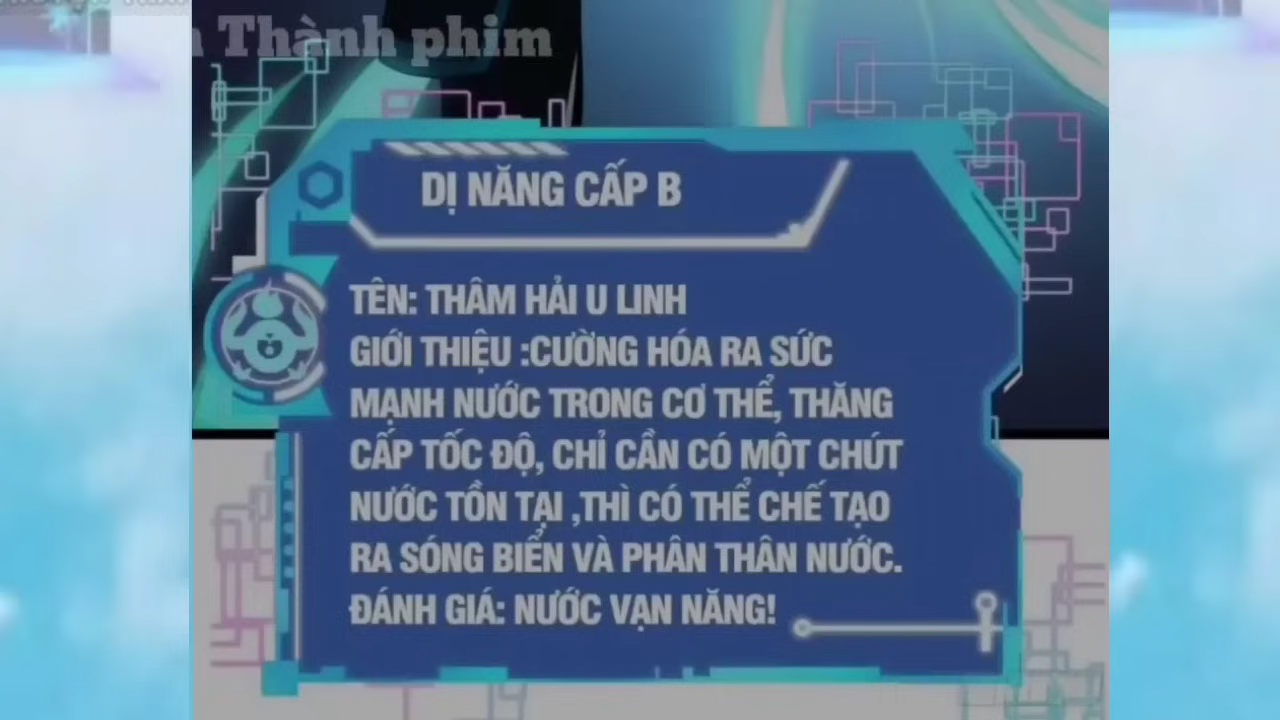 Thành phim
DỊ NĂNG CẤP B
TÊN: THÂM HẢI U LINH
GIỚI THIỆU :CƯỜNG HÓA RA SỨC
MẠNH NƯỚC TRONG CƠ THỂ, THĂNG
CẤP TỐC ĐỘ, CHỈ CẦN CÓ MỘT CHÚT
NƯỚC TỒN TẠI ,THÌ CÓ THỂ CHẾ TẠO
RA SÓNG BIỂN VÀ PHÂN THÂN NƯỚC.
ĐÁNH GIÁ: NƯỚC VẠN NĂNG!